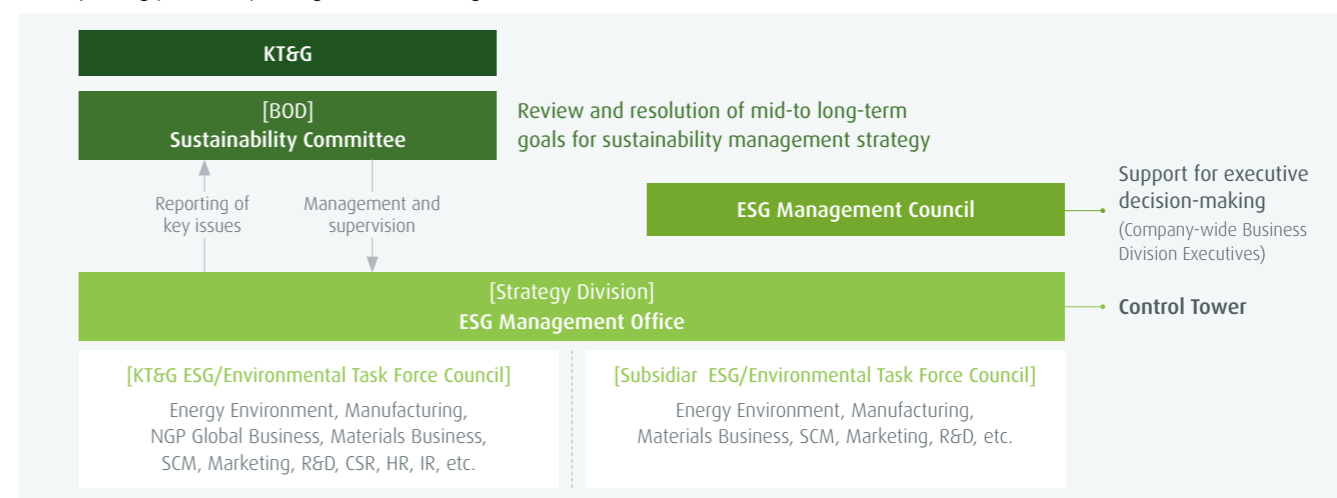 KT&G
[BOD]
Sustainability Committee
Review and resolution of mid-to long-term
goals for sustainability management strategy
Reporting of
key issues
Management and
supervision
ESG Management Council
Support for executive
decision-making
(Company-wide Business
Division Executives)
[Strategy Division]
ESG Management Office
Control Tower
[KT&G ESG/Environmental Task Force Council]
Energy Environment, Manufacturing,
NGP Global Business, Materials Business,
SCM, Marketing, R&D, CSR, HR, IR, etc.
[Subsidiar ESG/Environmental Task Force Council]
Energy Environment, Manufacturing,
Materials Business, SCM, Marketing, R&D, etc.